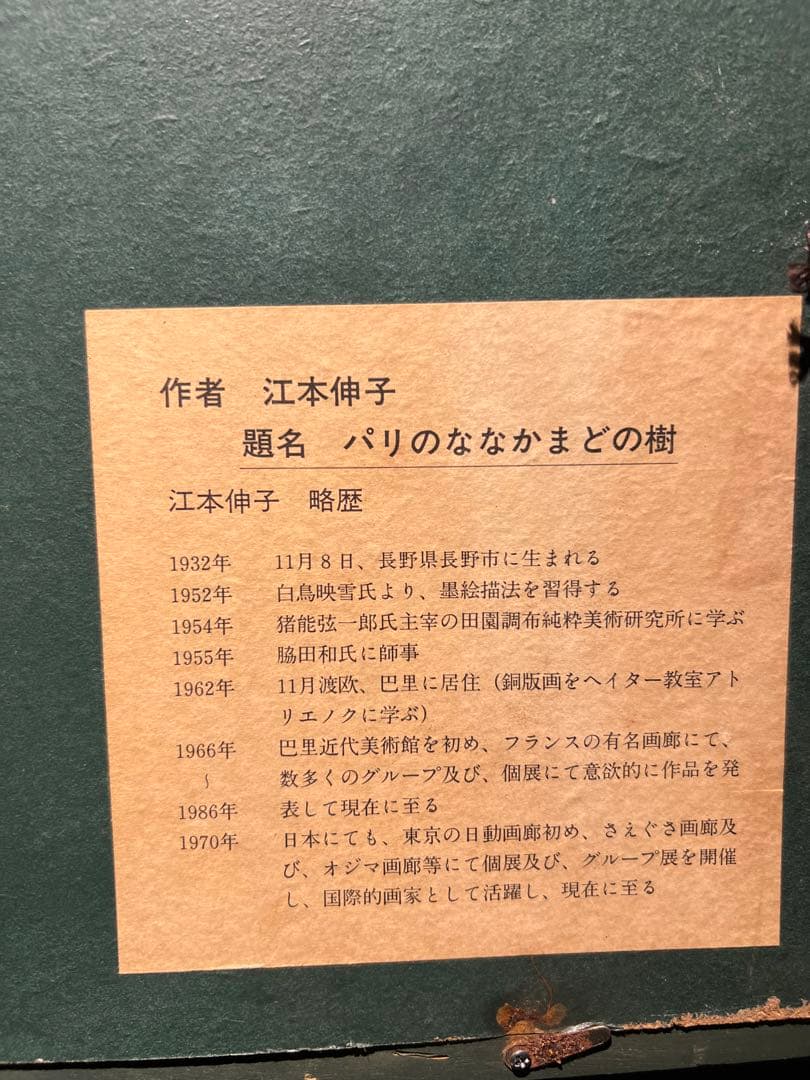 作者　江本伸子
題名　パリのななかまどの樹
江本伸子　略歴
1932年　11月8日、長野県長野市に生まれる
1952年　白鳥映雪氏より、墨絵描法を習得する
1954年　猪能弦一郎氏主宰の田園調布純粋美術研究所に学ぶ
1955年　脇田和氏に師事
1962年　11月渡欧、巴里に居住（銅版画をヘイター教室アト
リエノクに学ぶ）
1966年　巴里近代美術館を初め、フランスの有名画廊にて、
〜　数多くのグループ及び、個展にて意欲的に作品を発
1986年　表して現在に至る
1970年　日本にても、東京の日動画廊初め、さえぐさ画廊及
び、オジマ画廊等にて個展及び、グループ展を開催
し、国際的画家として活躍し、現在に至る